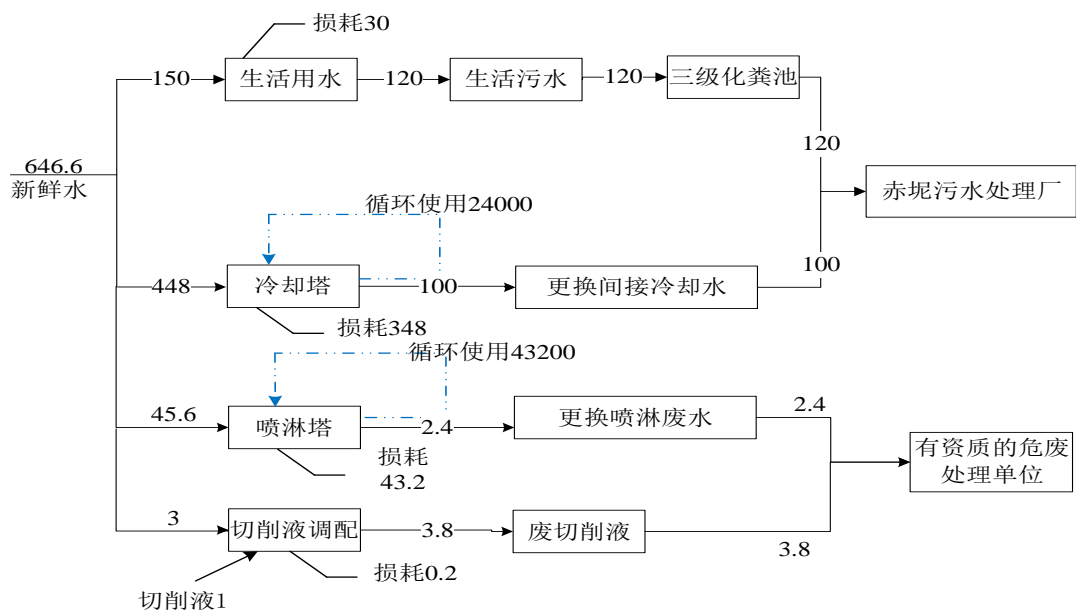 损耗30
150
生活用水
120
生活污水
120
三级化粪池
646.6
新鲜水
120
赤坭污水处理厂
循环使用24000
448
冷却塔
100
更换间接冷却水
100
损耗348
循环使用43200
45.6
喷淋塔
2.4
更换喷淋废水
2.4
损耗
43.2
有资质的危废
处理单位
3
切削液调配
3.8
废切削液
3.8
损耗0.2
切削液1